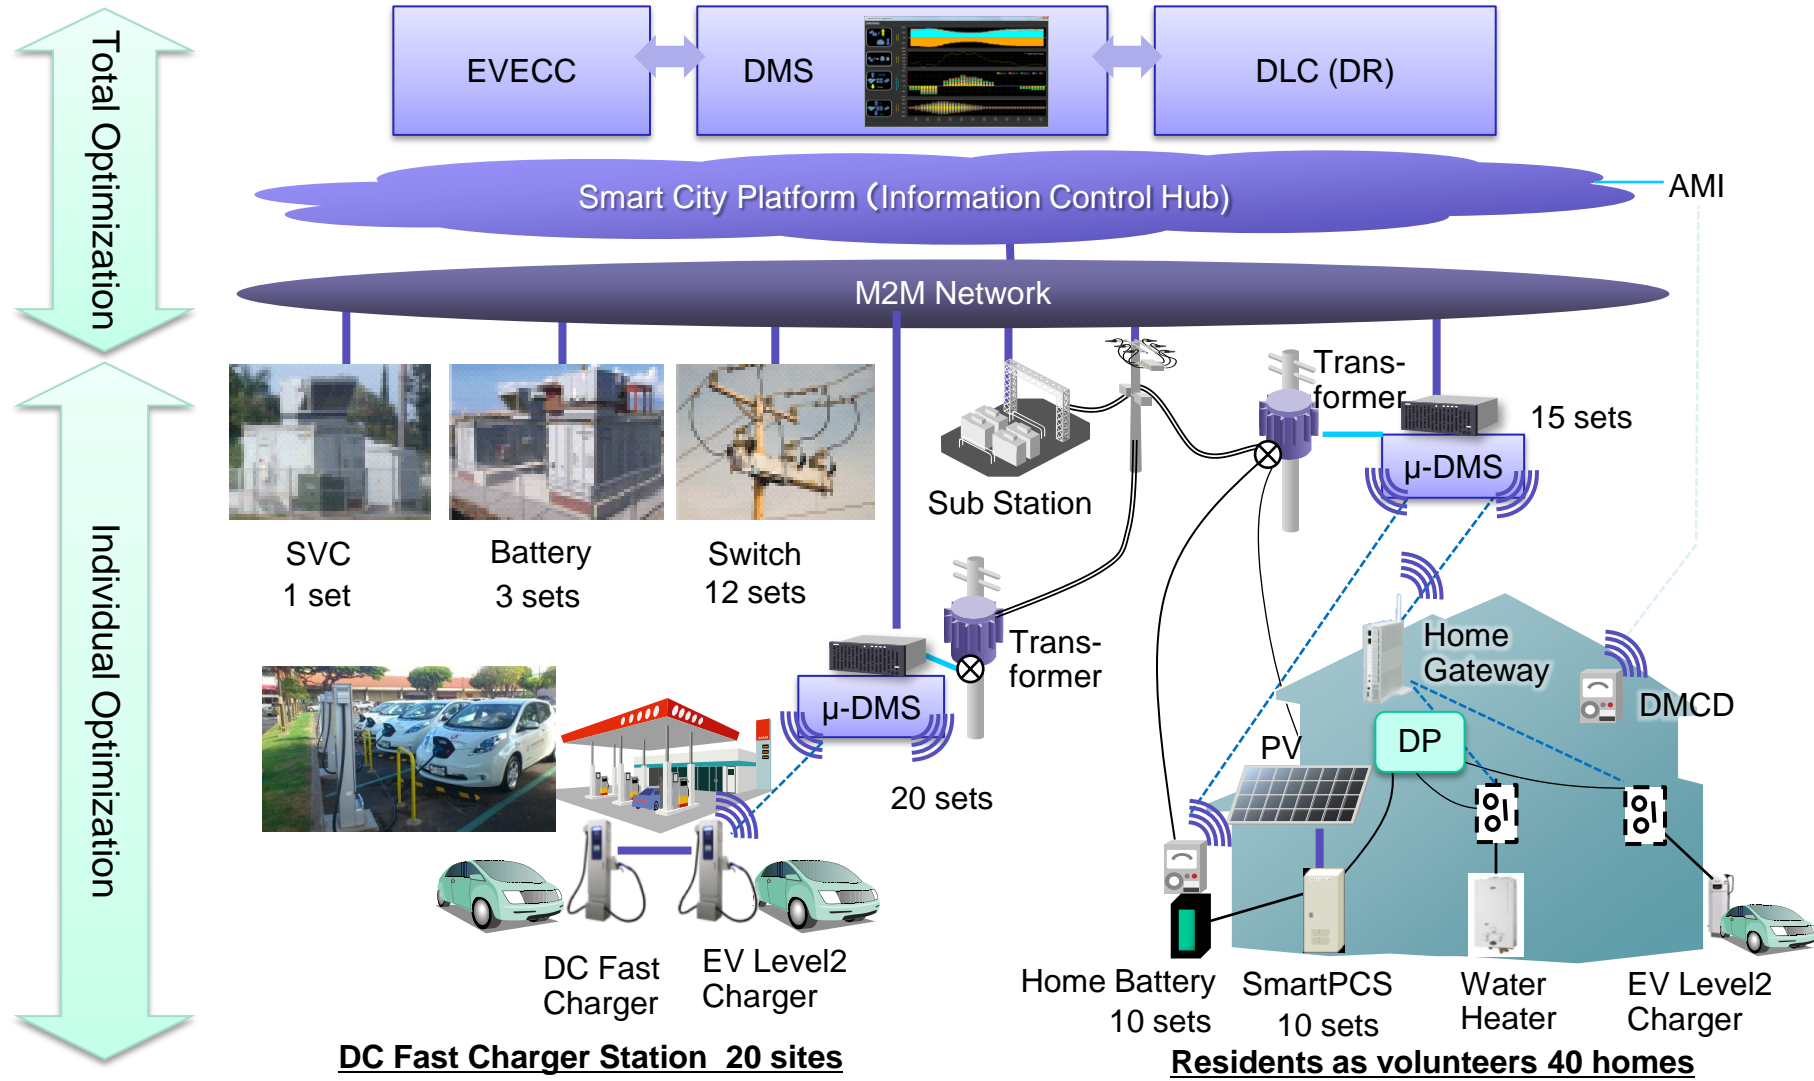 Total Optimization
Individual Optimization
EVECC
DMS
DLC (DR)
Smart City Platform (Information Control Hub)
AMI
M2M Network
SVC
1 set
Battery
3 sets
Switch
12 sets
Sub Station
Trans-
former
15 sets
μ-DMS
Trans-
former
μ-DMS
20 sets
Home
Gateway
DMCD
DP
PV
DC Fast
Charger
EV Level2
Charger
DC Fast Charger Station 20 sites
Home Battery
10 sets
SmartPCS
10 sets
Water
Heater
EV Level2
Charger
Residents as volunteers 40 homes